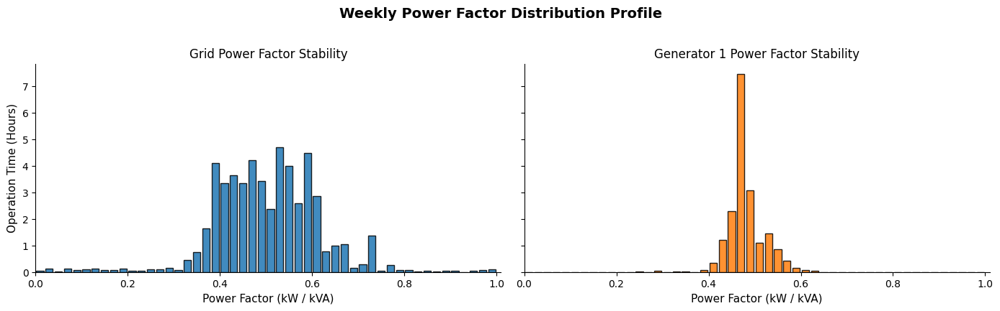 Weekly Power Factor Distribution Profile
Grid Power Factor Stability
Generator 1 Power Factor Stability
Operation Time (Hours)
7
6
5
4
3
2
1
0
0.0 0.2 0.4 0.6 0.8 1.0
0.0 0.2 0.4 0.6 0.8 1.0
Power Factor (kW / kVA)
Power Factor (kW / kVA)